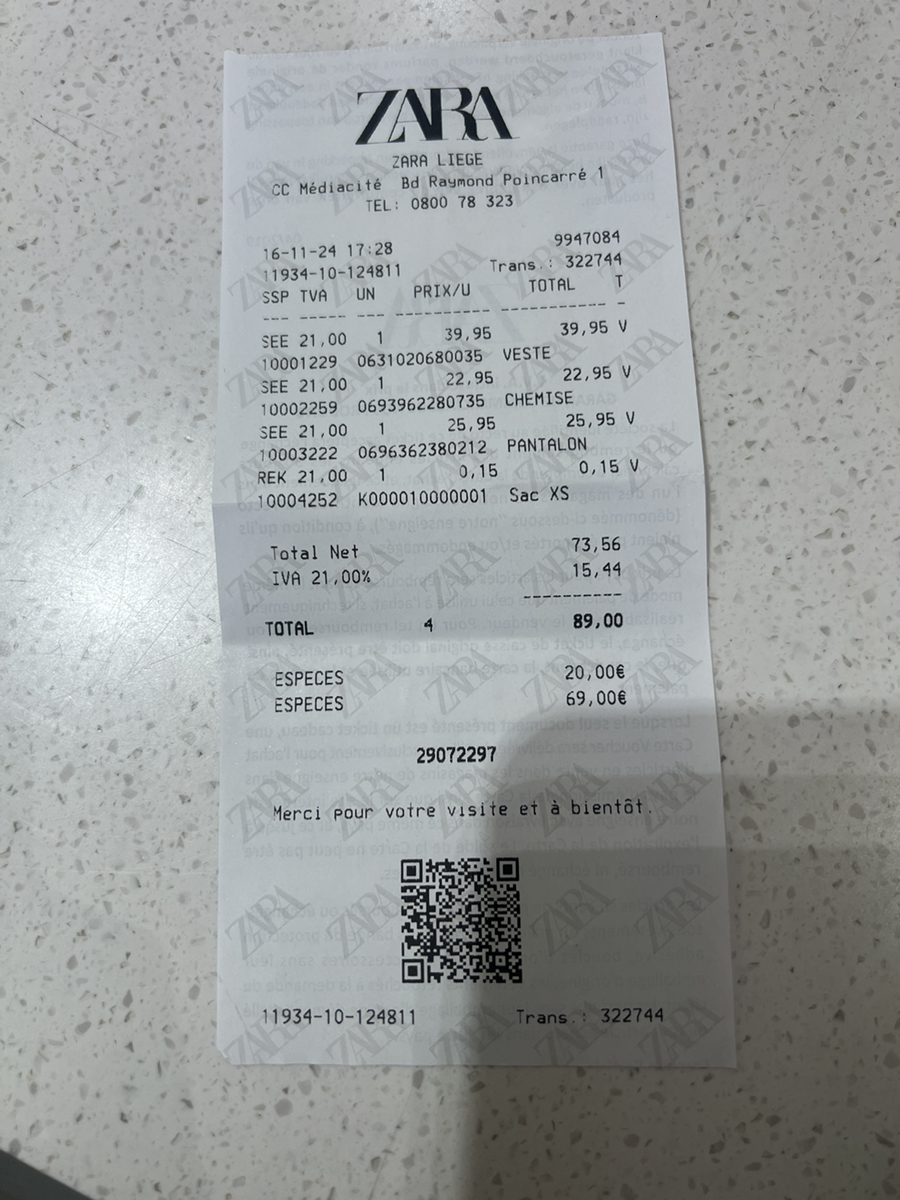 ZARA
ZARA LIEGE
CC Médiacité Bd Raymond Poincarré 1
TEL: 0800 78 323
16-11-24 17:28 9947084
11934-10-124811 Trans.: 322744
SSP TVA UN PRIX/U TOTAL T
--- ----- --- ---------- ---------- -
SEE 21,00 1 39,95 39,95 V
10001229 0631020680035 VESTE
SEE 21,00 1 22,95 22,95 V
10002259 0693962280735 CHEMISE
SEE 21,00 1 25,95 25,95 V
10003222 0696362380212 PANTALON
REK 21,00 1 0,15 0,15 V
10004252 K000010000001 Sac XS
Total Net 73,56
IVA 21,00% 15,44
----------
TOTAL 4 89,00
ESPECES 20,00€
ESPECES 69,00€
29072297
Merci pour votre visite et à bientôt.
11934-10-124811 Trans.: 322744